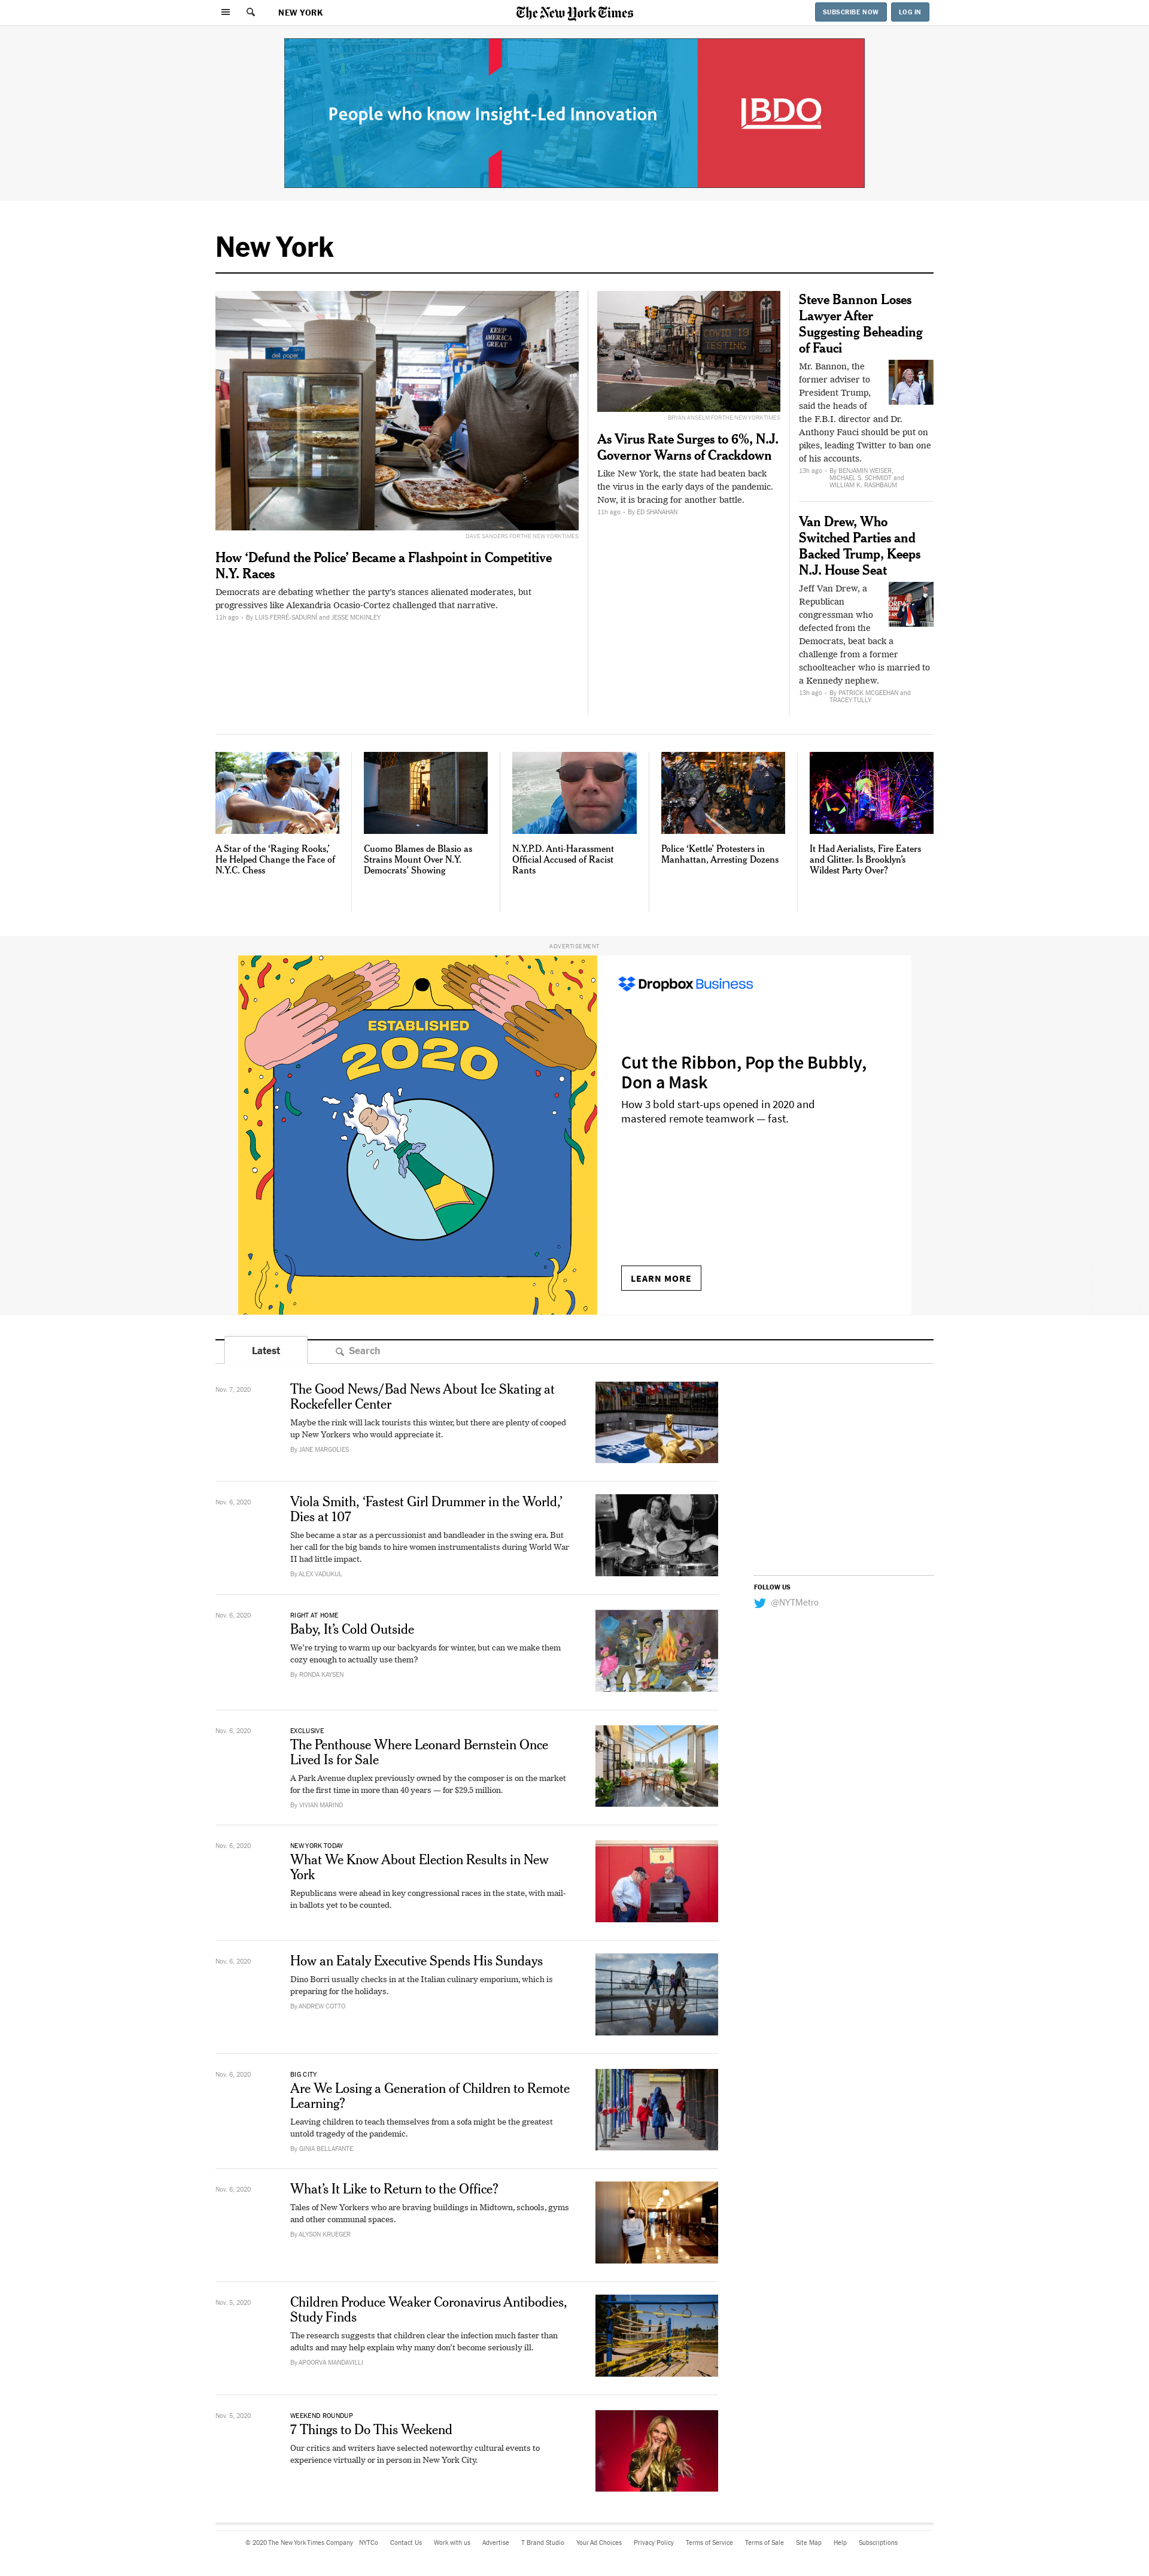 NEW YORK
The New York Times
SUBSCRIBE NOW
LOG IN
People who know Insight-Led Innovation
BDO
New York
KEEP
AMERICA
GREAT
deli paper
DAVE SANDERS FOR THE NEW YORK TIMES
How ‘Defund the Police’ Became a Flashpoint in Competitive
N.Y. Races
Democrats are debating whether the party’s stances alienated moderates, but
progressives like Alexandria Ocasio-Cortez challenged that narrative.
11h ago · By LUIS FERRÉ-SADURNÍ and JESSE MCKINLEY
COVID 19
TESTING
BRYAN ANSELM FOR THE NEW YORK TIMES
As Virus Rate Surges to 6%, N.J.
Governor Warns of Crackdown
Like New York, the state had beaten back
the virus in the early days of the pandemic.
Now, it is bracing for another battle.
11h ago · By ED SHANAHAN
Steve Bannon Loses
Lawyer After
Suggesting Beheading
of Fauci
Mr. Bannon, the
former adviser to
President Trump,
said the heads of
the F.B.I. director and Dr.
Anthony Fauci should be put on
pikes, leading Twitter to ban one
of his accounts.
13h ago · By BENJAMIN WEISER,
MICHAEL S. SCHMIDT and
WILLIAM K. RASHBAUM
Van Drew, Who
Switched Parties and
Backed Trump, Keeps
N.J. House Seat
Jeff Van Drew, a
Republican
congressman who
defected from the
Democrats, beat back a
challenge from a former
schoolteacher who is married to
a Kennedy nephew.
13h ago · By PATRICK MCGEEHAN and
TRACEY TULLY
A Star of the ‘Raging Rooks,’
He Helped Change the Face of
N.Y.C. Chess
Cuomo Blames de Blasio as
Strains Mount Over N.Y.
Democrats’ Showing
N.Y.P.D. Anti-Harassment
Official Accused of Racist
Rants
Police ‘Kettle’ Protesters in
Manhattan, Arresting Dozens
It Had Aerialists, Fire Eaters
and Glitter. Is Brooklyn’s
Wildest Party Over?
ADVERTISEMENT
ESTABLISHED
2020
Dropbox Business
Cut the Ribbon, Pop the Bubbly,
Don a Mask
How 3 bold start-ups opened in 2020 and
mastered remote teamwork — fast.
LEARN MORE
Latest
Search
Nov. 7, 2020
The Good News/Bad News About Ice Skating at
Rockefeller Center
Maybe the rink will lack tourists this winter, but there are plenty of cooped
up New Yorkers who would appreciate it.
By JANE MARGOLIES
Nov. 6, 2020
Viola Smith, ‘Fastest Girl Drummer in the World,’
Dies at 107
She became a star as a percussionist and bandleader in the swing era. But
her call for the big bands to hire women instrumentalists during World War
II had little impact.
By ALEX VADUKUL
FOLLOW US
@NYTMetro
Nov. 6, 2020
RIGHT AT HOME
Baby, It’s Cold Outside
We’re trying to warm up our backyards for winter, but can we make them
cozy enough to actually use them?
By RONDA KAYSEN
Nov. 6, 2020
EXCLUSIVE
The Penthouse Where Leonard Bernstein Once
Lived Is for Sale
A Park Avenue duplex previously owned by the composer is on the market
for the first time in more than 40 years — for $29.5 million.
By VIVIAN MARINO
Nov. 6, 2020
NEW YORK TODAY
What We Know About Election Results in New
York
Republicans were ahead in key congressional races in the state, with mail-
in ballots yet to be counted.
9
Nov. 6, 2020
How an Eataly Executive Spends His Sundays
Dino Borri usually checks in at the Italian culinary emporium, which is
preparing for the holidays.
By ANDREW COTTO
Nov. 6, 2020
BIG CITY
Are We Losing a Generation of Children to Remote
Learning?
Leaving children to teach themselves from a sofa might be the greatest
untold tragedy of the pandemic.
By GINIA BELLAFANTE
Nov. 6, 2020
What’s It Like to Return to the Office?
Tales of New Yorkers who are braving buildings in Midtown, schools, gyms
and other communal spaces.
By ALYSON KRUEGER
Nov. 5, 2020
Children Produce Weaker Coronavirus Antibodies,
Study Finds
The research suggests that children clear the infection much faster than
adults and may help explain why many don’t become seriously ill.
By APOORVA MANDAVILLI
Nov. 5, 2020
WEEKEND ROUNDUP
7 Things to Do This Weekend
Our critics and writers have selected noteworthy cultural events to
experience virtually or in person in New York City.
© 2020 The New York Times Company NYTCo Contact Us Work with us Advertise T Brand Studio Your Ad Choices Privacy Policy Terms of Service Terms of Sale Site Map Help Subscriptions